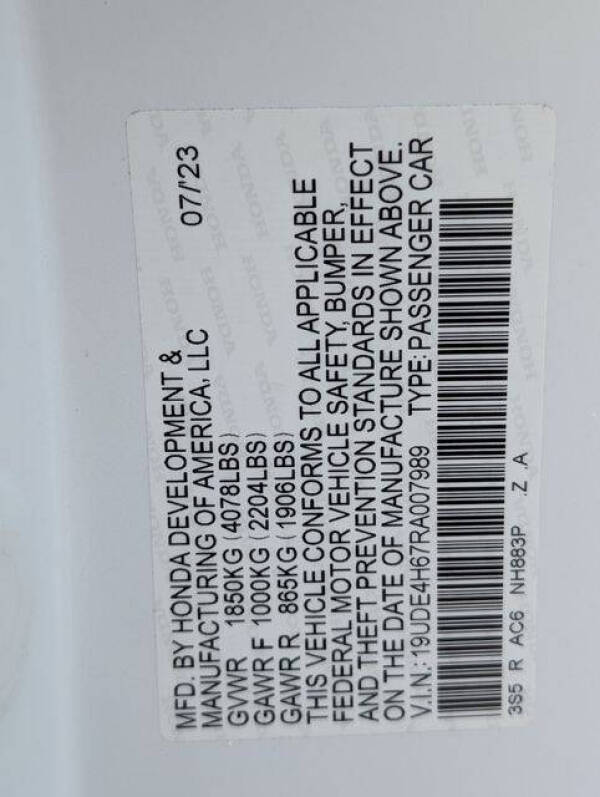 MFD. BY HONDA DEVELOPMENT &
MANUFACTURING OF AMERICA, LLC 07/'23
GVWR 1850KG (4078LBS)
GAWR F 1000KG (2204LBS)
GAWR R 865KG (1906LBS)
THIS VEHICLE CONFORMS TO ALL APPLICABLE
FEDERAL MOTOR VEHICLE SAFETY, BUMPER,
AND THEFT PREVENTION STANDARDS IN EFFECT
ON THE DATE OF MANUFACTURE SHOWN ABOVE.
V.I.N.: 19UDE4H67RA007989 TYPE: PASSENGER CAR
3S5 R AC6 NH883P .Z .A